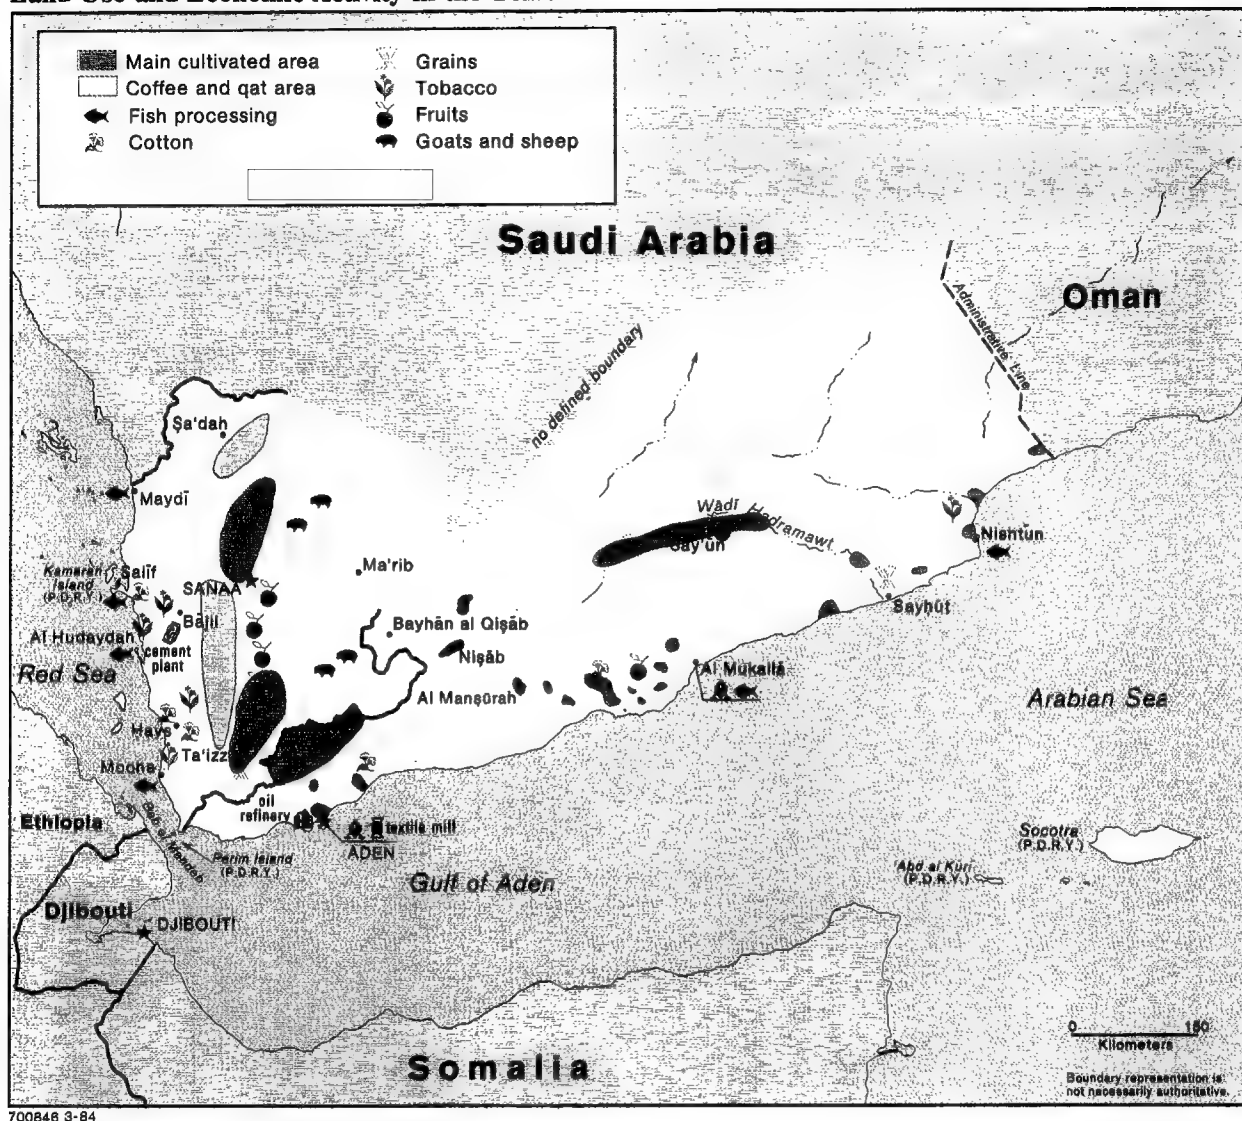 Main cultivated area
Coffee and qat area
Fish processing
Cotton
Grains
Tobacco
Fruits
Goats and sheep
Saudi Arabia
Oman
Administrative Line
no defined boundary
Ṣa'dah
Maydī
Wādī Ḥadramawt
Say'ūn
Nishtūn
Kamarān
Island
(P.D.R.Y.)
Salīf
SANAA
Ma'rib
Sayḥūt
Bājil
Bayhān al Qiṣāb
Al Hudaydah
cement
plant
Niṣāb
Red Sea
Al Mukallā
Al Manṣūrah
Arabian Sea
Hays
Ta'izz
Mocha
oil
refinery
textile mill
ADEN
Ethiopia
Bab el Mandeb
Perim Island
(P.D.R.Y.)
Socotra
(P.D.R.Y.)
'Abd al Kūrī
(P.D.R.Y.)
Gulf of Aden
Djibouti
DJIBOUTI
0 150
Kilometers
Somalia
Boundary representation is
not necessarily authoritative.
700846 3-84